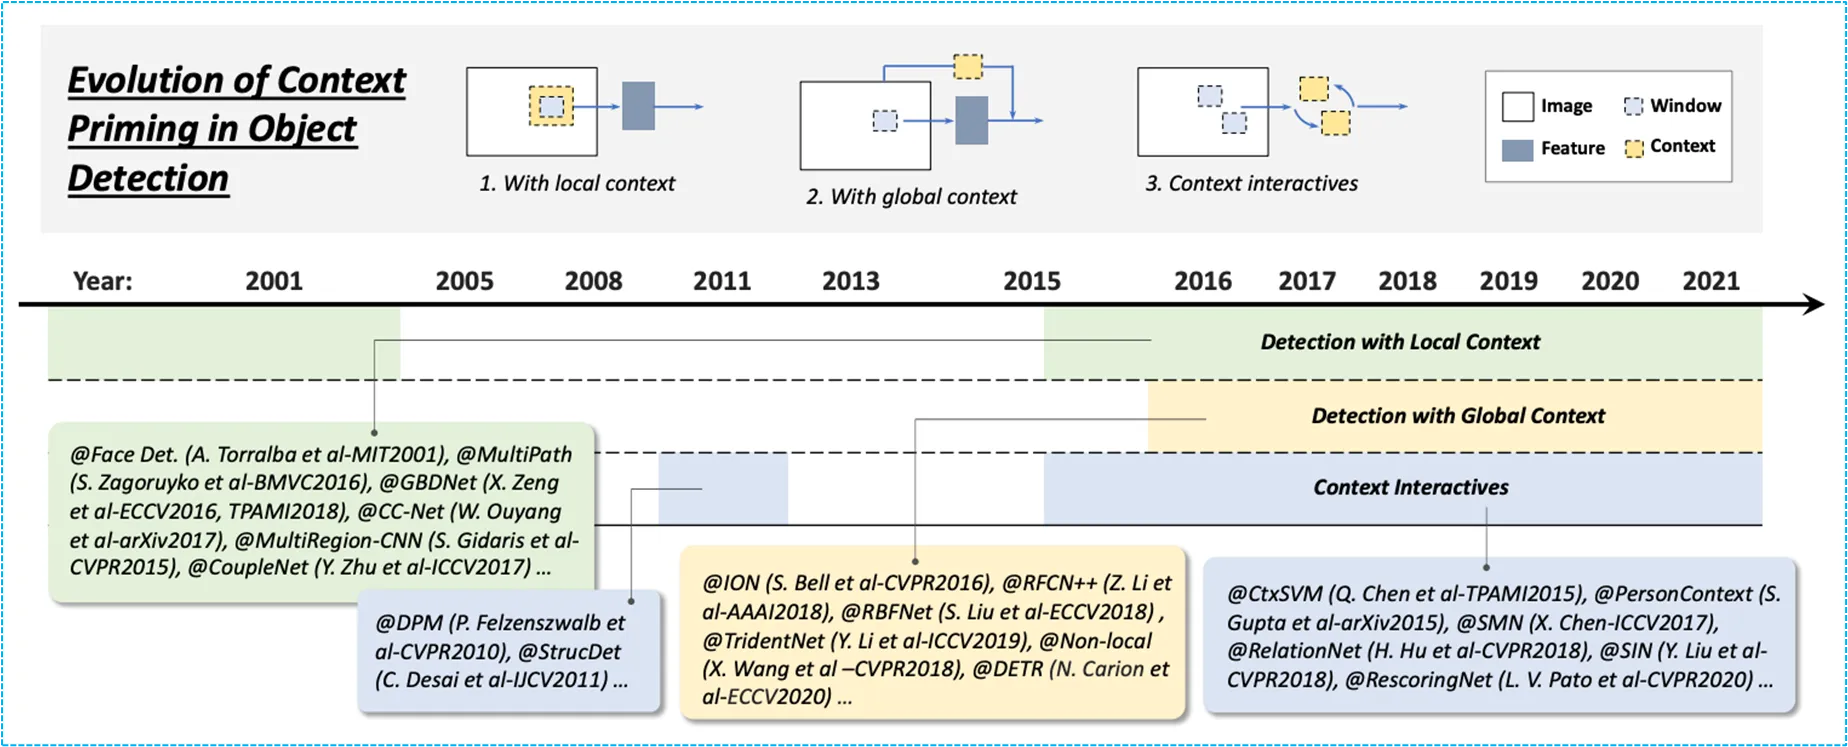 Evolution of Context
Priming in Object
Detection
1. With local context
2. With global context
3. Context interactives
Image
Window
Feature
Context
Year: 2001 2005 2008 2011 2013 2015 2016 2017 2018 2019 2020 2021
Detection with Local Context
Detection with Global Context
Context Interactives
@Face Det. (A. Torralba et al-MIT2001), @MultiPath
(S. Zagoruyko et al-BMVC2016), @GBDNet (X. Zeng
et al-ECCV2016, TPAMI2018), @CC-Net (W. Ouyang
et al-arXiv2017), @MultiRegion-CNN (S. Gidaris et al-
CVPR2015), @CoupleNet (Y. Zhu et al-ICCV2017) ...
@DPM (P. Felzenszwalb et
al-CVPR2010), @StrucDet
(C. Desai et al-IJCV2011) ...
@ION (S. Bell et al-CVPR2016), @RFCN++ (Z. Li et
al-AAAI2018), @RBFNet (S. Liu et al-ECCV2018) ,
@TridentNet (Y. Li et al-ICCV2019), @Non-local
(X. Wang et al –CVPR2018), @DETR (N. Carion et
al-ECCV2020) ...
@CtxSVM (Q. Chen et al-TPAMI2015), @PersonContext (S.
Gupta et al-arXiv2015), @SMN (X. Chen-ICCV2017),
@RelationNet (H. Hu et al-CVPR2018), @SIN (Y. Liu et al-
CVPR2018), @RescoringNet (L. V. Pato et al-CVPR2020) ...